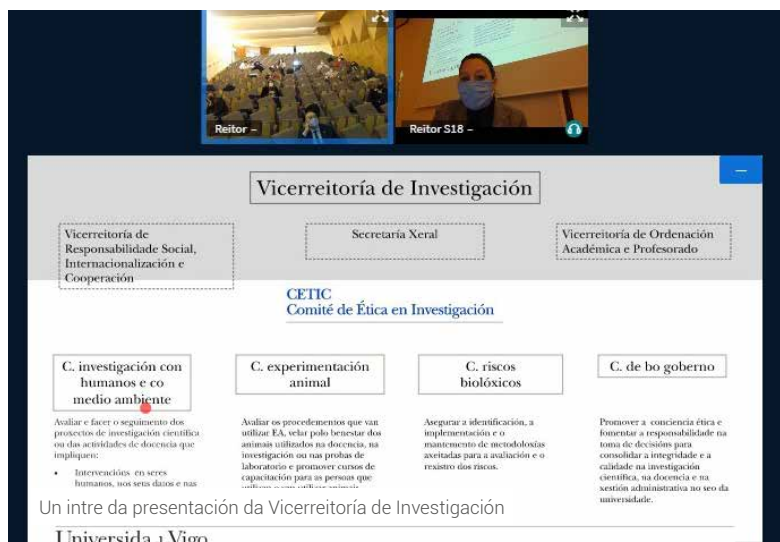 Reitor –
Reitor S18 –
Vicerreitoría de Investigación
Vicerreitoría de
Responsabilidade Social,
Internacionalización e
Cooperación
Secretaría Xeral
Vicerreitoría de Ordenación
Académica e Profesorado
CETIC
Comité de Ética en Investigación
C. investigación con
humanos e co
medio ambiente
Avaliar e facer o seguimento dos
proxectos de investigación científica
ou das actividades de docencia que
impliquen:
• Intervencións en seres
humanos, nos seus datos e nas
C. experimentación
animal
Avaliar os procedementos que van
utilizar EA, velar polo benestar dos
animais utilizados na docencia, na
investigación ou nas probas de
laboratorio e promover cursos de
capacitación para as persoas que
C. riscos
biolóxicos
Asegurar a identificación, a
implementación e o
mantemento de metodoloxías
axeitadas para a avaliación e o
rexistro dos riscos.
C. de bo goberno
Promover a conciencia ética e
fomentar a responsabilidade na
toma de decisións para
consolidar a integridade e a
calidade na investigación
científica, na docencia e na
xestión administrativa no seo da
universidade.
Un intre da presentación da Vicerreitoría de Investigación
Vigo